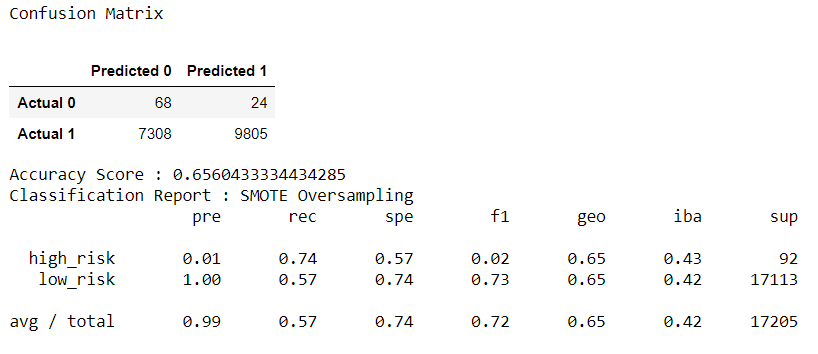 Confusion Matrix
Predicted 0 Predicted 1
Actual 0 68 24
Actual 1 7308 9805
Accuracy Score : 0.6560433334434285
Classification Report : SMOTE Oversampling
pre rec spe f1 geo iba sup
high_risk 0.01 0.74 0.57 0.02 0.65 0.43 92
low_risk 1.00 0.57 0.74 0.73 0.65 0.42 17113
avg / total 0.99 0.57 0.74 0.72 0.65 0.42 17205